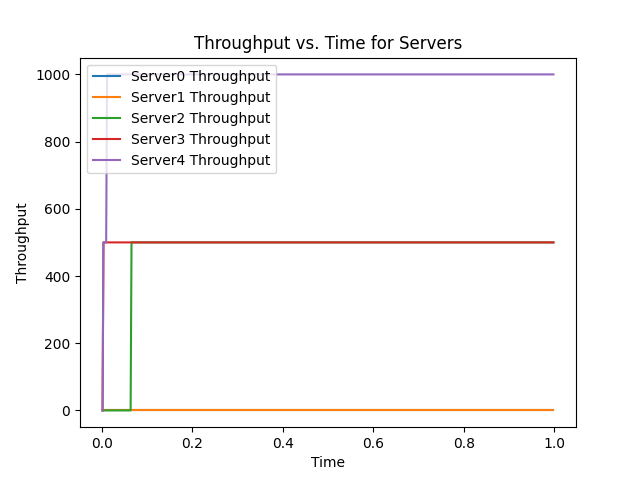 Throughput vs. Time for Servers
Server0 Throughput
Server1 Throughput
Server2 Throughput
Server3 Throughput
Server4 Throughput
Throughput
1000
800
600
400
200
0
0.0 0.2 0.4 0.6 0.8 1.0
Time